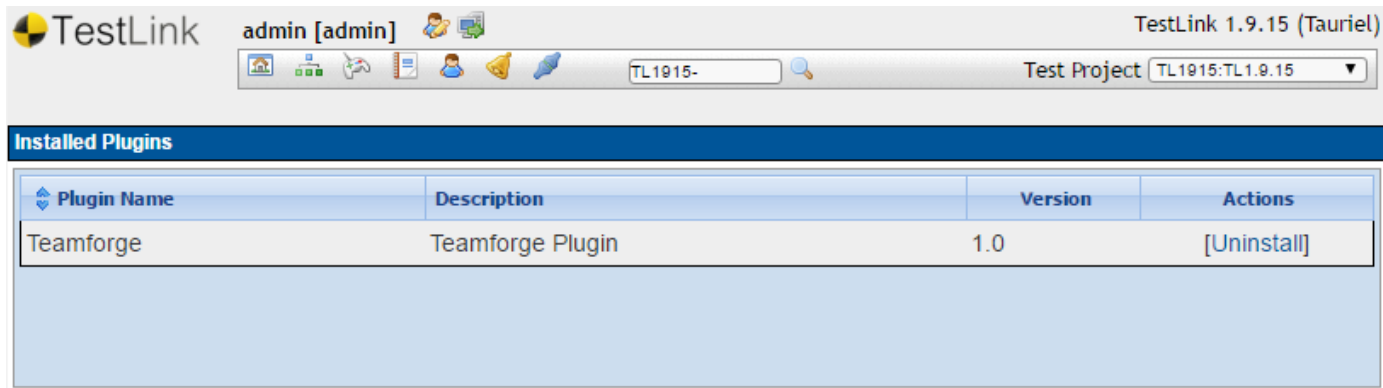 TestLink admin [admin] TestLink 1.9.15 (Tauriel)
TL1915- Test Project TL1915:TL1.9.15
Installed Plugins
Plugin Name Description Version Actions
Teamforge Teamforge Plugin 1.0 [Uninstall]